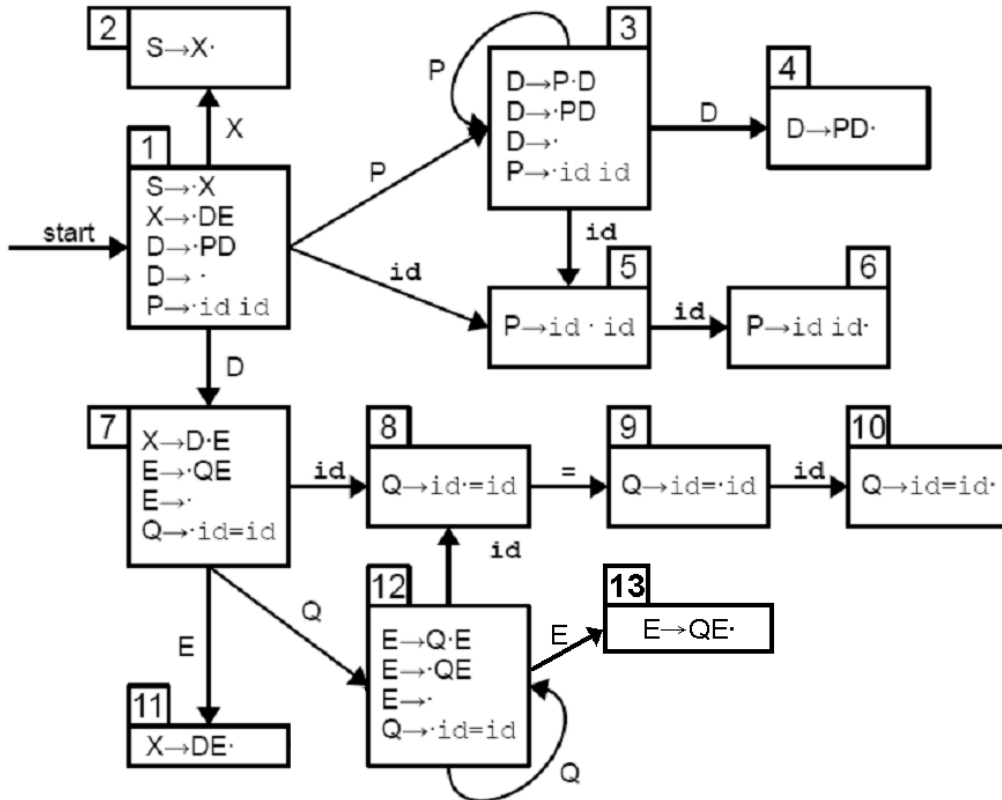 2
S→X·
X
1
S→·X
X→·DE
D→·PD
D→ ·
P→·id id
start
P
3
D→P·D
D→·PD
D→·
P→·id id
P
D
4
D→PD·
id
id
5
P→id · id
id
6
P→id id·
D
7
X→D·E
E→·QE
E→·
Q→·id=id
id
8
Q→id·=id
=
9
Q→id=·id
id
10
Q→id=id·
id
Q
12
E→Q·E
E→·QE
E→·
Q→·id=id
E
13
E→QE·
Q
E
11
X→DE·